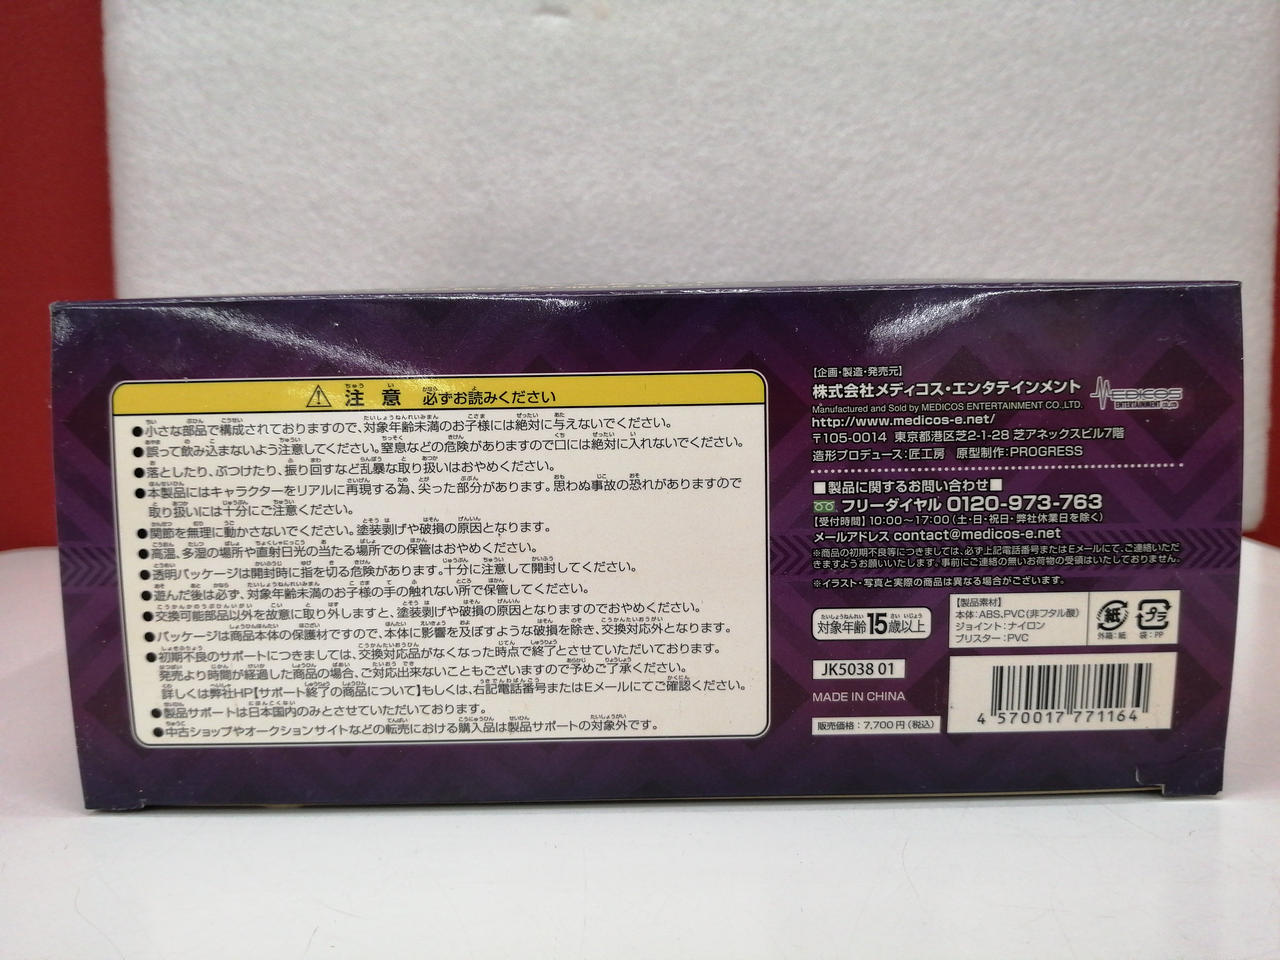 ⚠ 注意 必ずお読みください
●小さな部品で構成されておりますので、対象年齢未満のお子様には絶対に与えないでください。
●誤って飲み込まないよう注意してください。窒息などの危険がありますので口には絶対に入れないでください。
●落としたり、ぶつけたり、振り回すなど乱暴な取り扱いはおやめください。
●本製品にはキャラクターをリアルに再現する為、尖った部分があります。思わぬ事故の恐れがありますので
取り扱いには十分にご注意ください。
●関節を無理に動かさないでください。塗装剥げや破損の原因となります。
●高温、多湿の場所や直射日光の当たる場所での保管はおやめください。
●透明パッケージは開封時に指を切る危険があります。十分に注意して開封してください。
●遊んだ後は必ず、対象年齢未満のお子様の手の触れない所で保管してください。
●交換可能部品以外を故意に取り外しますと、塗装剥げや破損の原因となりますのでおやめください。
●パッケージは商品本体の保護材ですので、本体に影響を及ぼすような破損を除き、交換対応外となります。
●初期不良のサポートにつきましては、交換対応品がなくなった時点で終了とさせていただいております。
発売より時間が経過した商品の場合、ご対応出来ないこともございますので予めご了承ください。
詳しくは弊社HP【サポート終了の商品について】もしくは、右記電話番号またはEメールにてご確認ください。
●製品サポートは日本国内のみとさせていただいております。
●中古ショップやオークションサイトなどの転売における購入品は製品サポートの対象外です。
【企画・製造・発売元】
株式会社メディコス・エンタテインメント
MEDICOS
ENTERTAINMENT CO.,LTD.
Manufactured and Sold by MEDICOS ENTERTAINMENT CO.,LTD.
http://www.medicos-e.net/
〒105-0014 東京都港区芝2-1-28 芝アネックスビル7階
造形プロデュース:匠工房 原型制作:PROGRESS
■製品に関するお問い合わせ■
フリーダイヤル 0120-973-763
【受付時間】10:00～17:00(土・日・祝日・弊社休業日を除く)
メールアドレス contact@medicos-e.net
※商品の初期不良等につきましては、必ず上記電話番号またはEメールにて、ご連絡いただ
きますようお願いいたします。事前にご連絡の無いお荷物の受領はいたしておりません。
※イラスト・写真と実際の商品は異なる場合がございます。
対象年齢15歳以上
【製品素材】
本体:ABS,PVC(非フタル酸)
ジョイント:ナイロン
ブリスター:PVC
紙
外箱:紙
プラ
袋:PP
JK5038 01
MADE IN CHINA
販売価格:7,700円(税込)
4 570017 771164